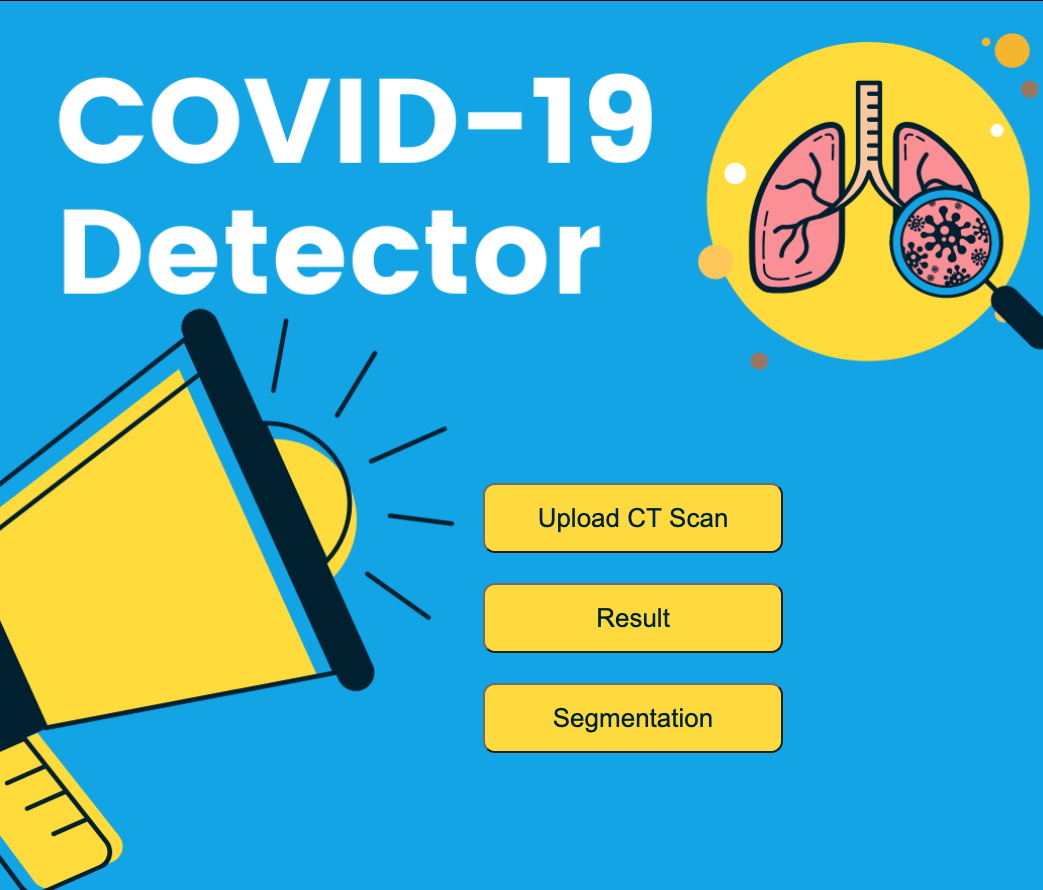 COVID-19
Detector
Upload CT Scan
Result
Segmentation